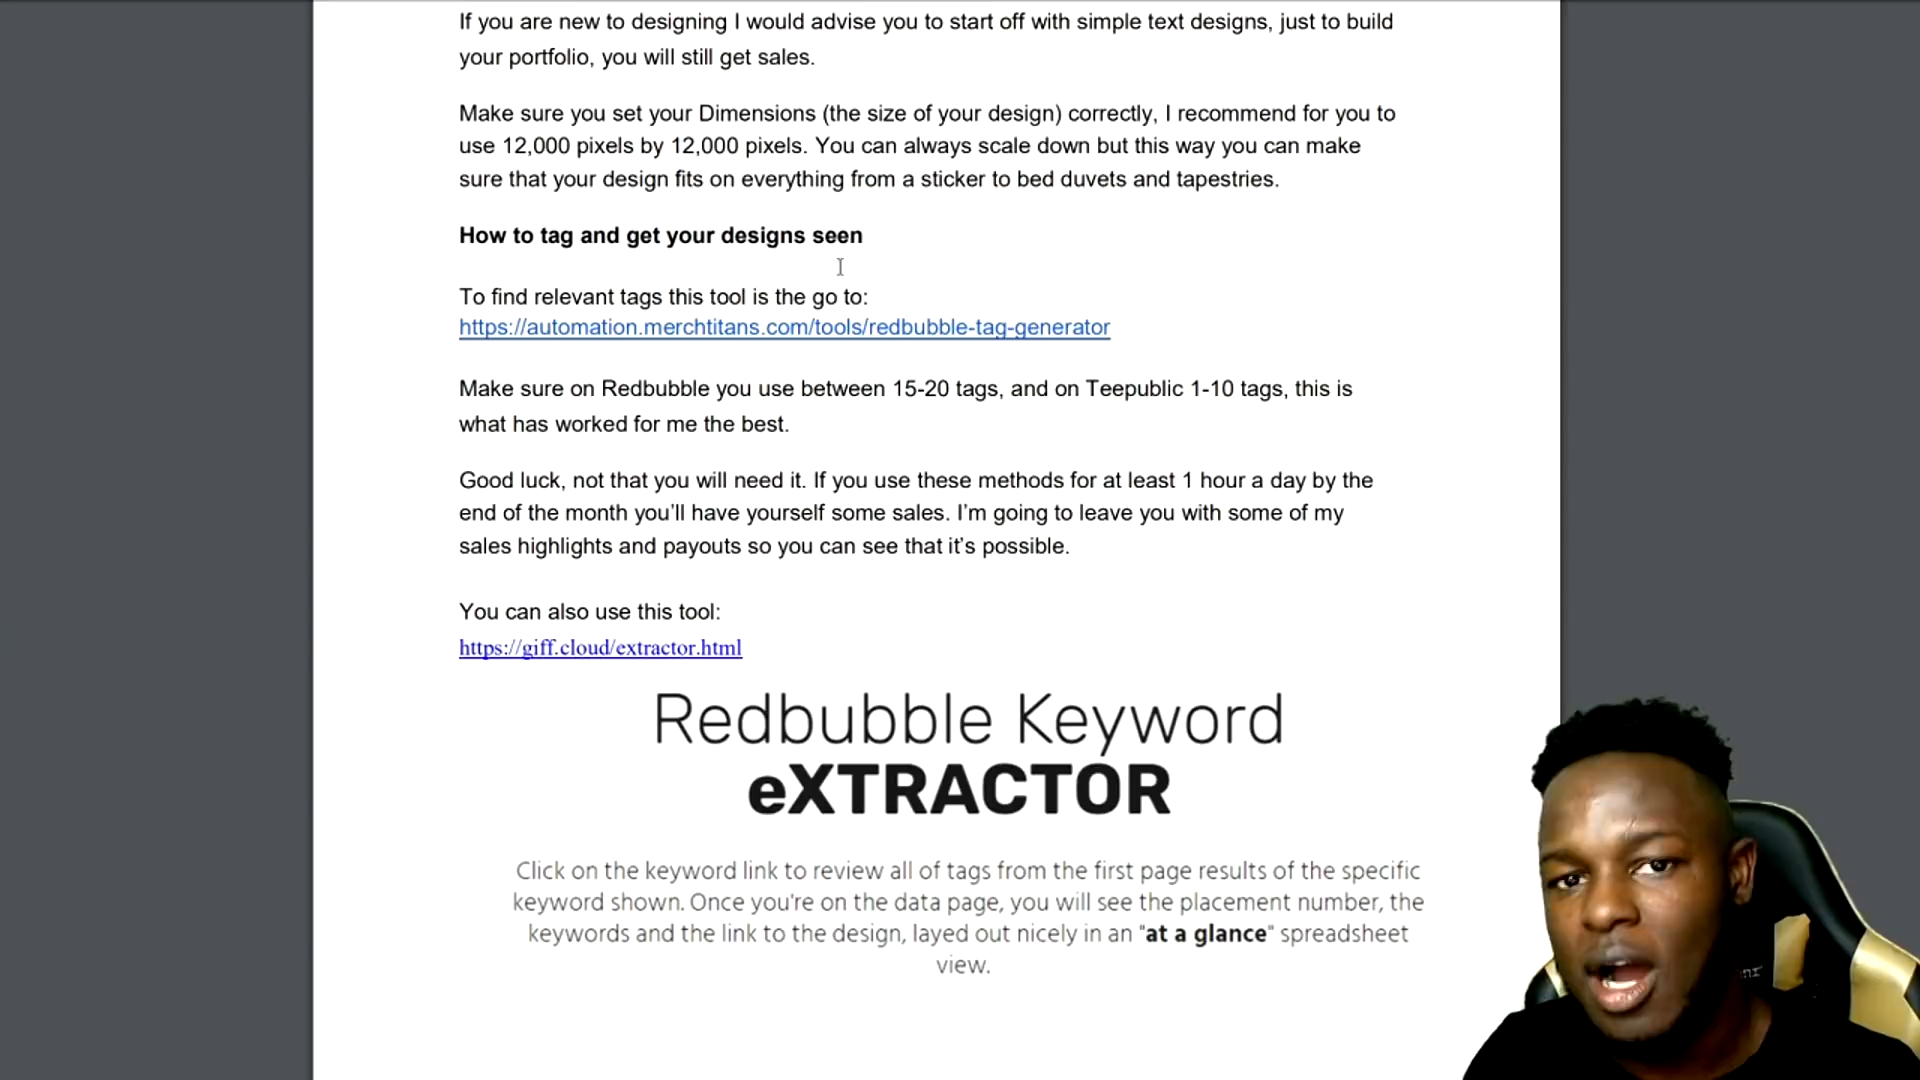 If you are new to designing I would advise you to start off with simple text designs, just to build
your portfolio, you will still get sales.
Make sure you set your Dimensions (the size of your design) correctly, I recommend for you to
use 12,000 pixels by 12,000 pixels. You can always scale down but this way you can make
sure that your design fits on everything from a sticker to bed duvets and tapestries.
How to tag and get your designs seen
To find relevant tags this tool is the go to:
https://automation.merchtitans.com/tools/redbubble-tag-generator
Make sure on Redbubble you use between 15-20 tags, and on Teepublic 1-10 tags, this is
what has worked for me the best.
Good luck, not that you will need it. If you use these methods for at least 1 hour a day by the
end of the month you’ll have yourself some sales. I’m going to leave you with some of my
sales highlights and payouts so you can see that it’s possible.
You can also use this tool:
https://giff.cloud/extractor.html
Redbubble Keyword
eXTRACTOR
Click on the keyword link to review all of tags from the first page results of the specific
keyword shown. Once you're on the data page, you will see the placement number, the
keywords and the link to the design, layed out nicely in an "at a glance" spreadsheet
view.